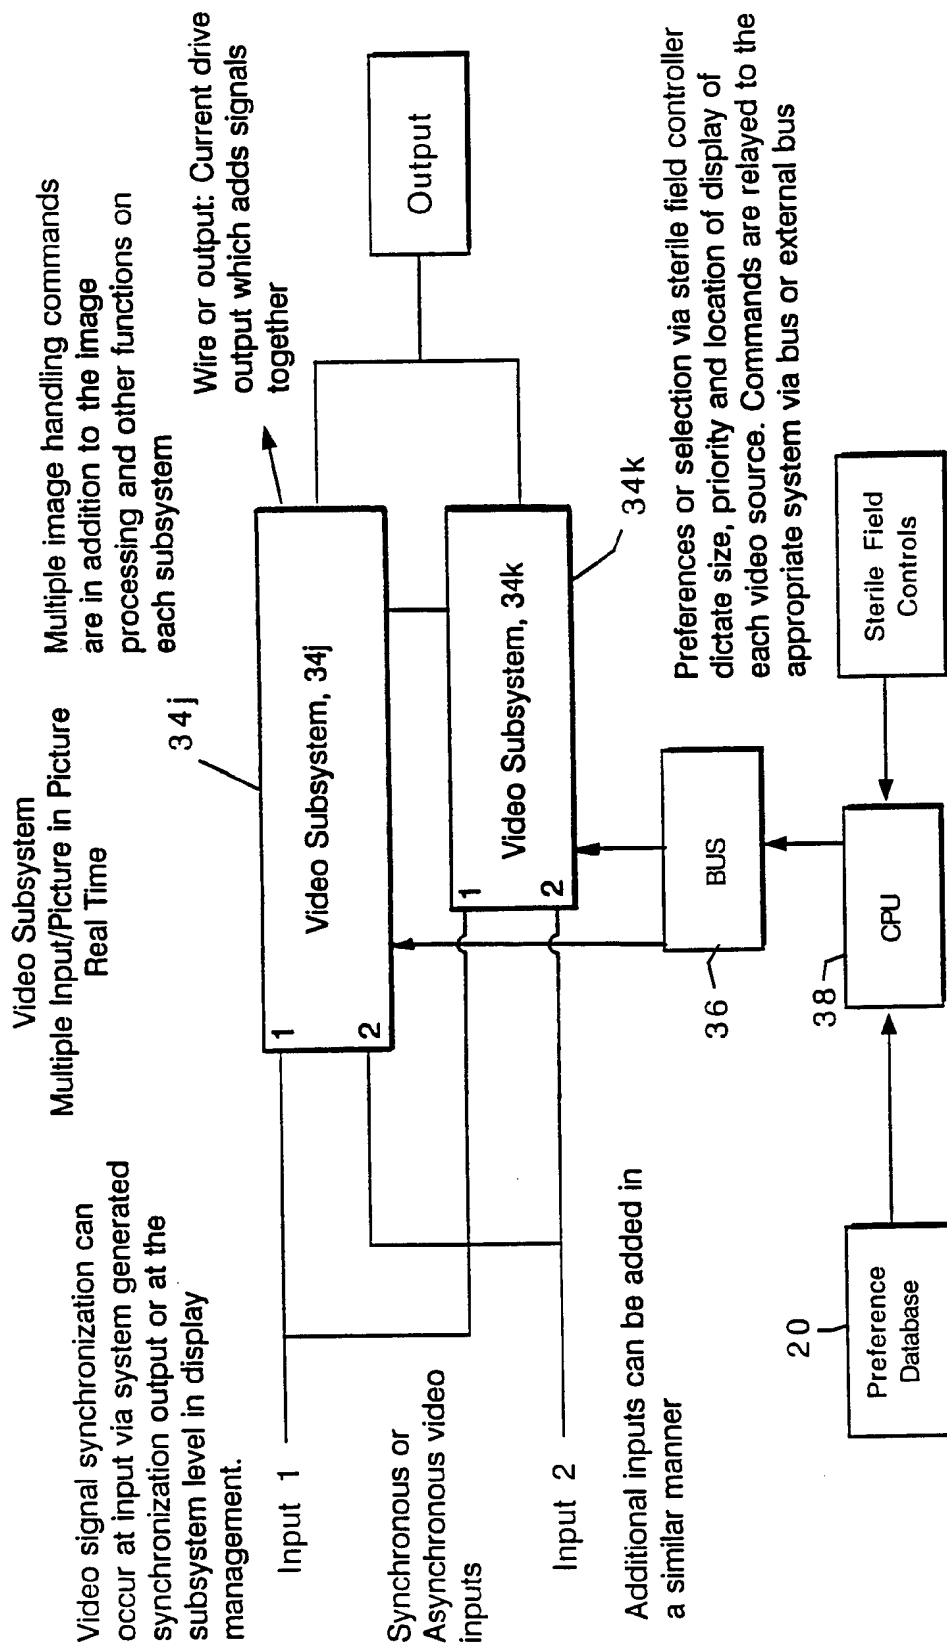 Video Subsystem
Multiple Input/Picture in Picture
Real Time
Video signal synchronization can
occur at input via system generated
synchronization output or at the
subsystem level in display
management.
Multiple image handling commands
are in addition to the image
processing and other functions on
each subsystem
Wire or output: Current drive
output which adds signals
together
34j
Input 1
1
2
Video Subsystem, 34j
Output
Synchronous or
Asynchronous video
inputs
1
2
Video Subsystem, 34k
34k
Input 2
Additional inputs can be added in
a similar manner
36
BUS
Preferences or selection via sterile field controller
dictate size, priority and location of display of
each video source. Commands are relayed to the
appropriate system via bus or external bus
20
Preference
Database
38
CPU
Sterile Field
Controls